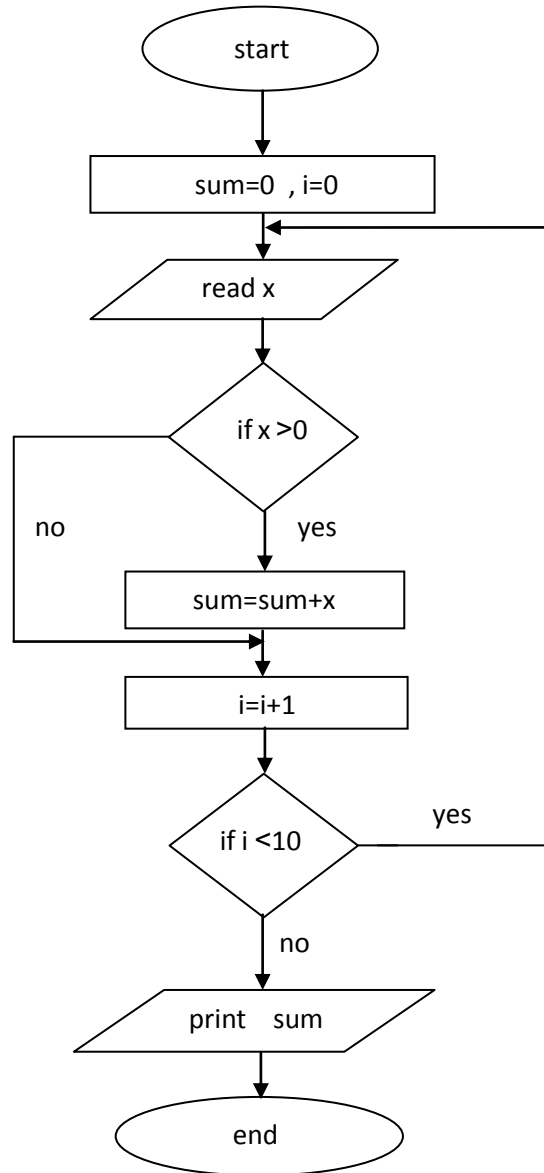 start
sum=0 , i=0
read x
if x >0
no
yes
sum=sum+x
i=i+1
if i <10
yes
no
print sum
end